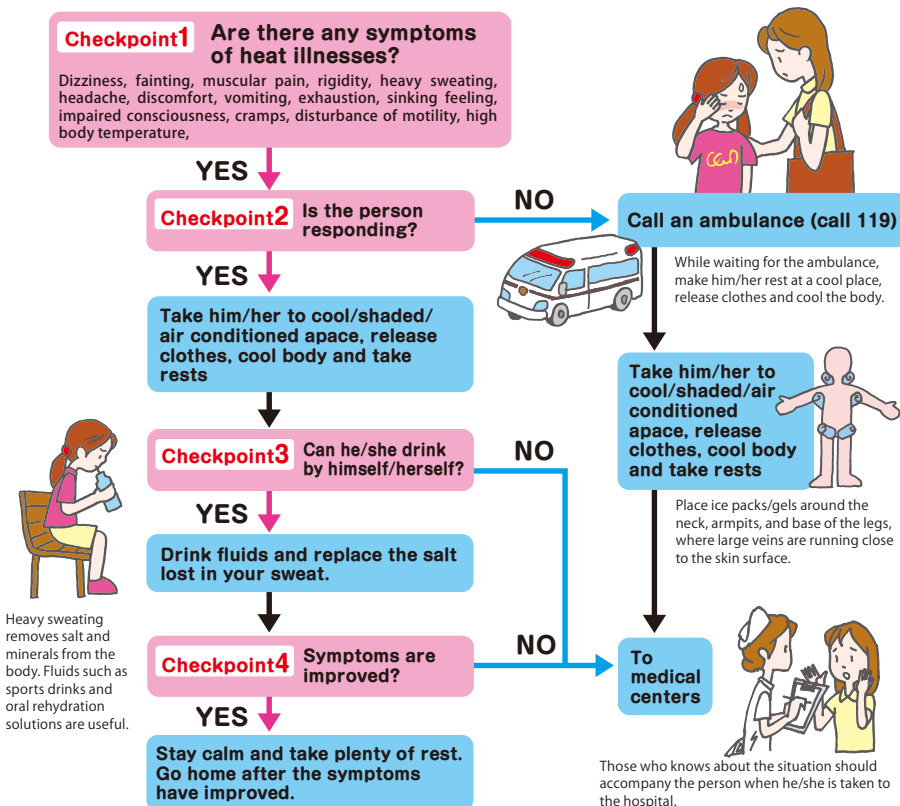 Checkpoint1
Are there any symptoms
of heat illnesses?
Dizziness, fainting, muscular pain, rigidity, heavy sweating,
headache, discomfort, vomiting, exhaustion, sinking feeling,
impaired consciousness, cramps, disturbance of motility, high
body temperature,
YES
Checkpoint2
Is the person
responding?
NO
Call an ambulance (call 119)
While waiting for the ambulance,
make him/her rest at a cool place,
release clothes and cool the body.
YES
Take him/her to cool/shaded/
air conditioned apace, release
clothes, cool body and take
rests
Take him/her to
cool/shaded/air
conditioned
apace, release
clothes, cool body
and take rests
Place ice packs/gels around the
neck, armpits, and base of the legs,
where large veins are running close
to the skin surface.
Checkpoint3
Can he/she drink
by himself/herself?
NO
YES
Drink fluids and replace the salt
lost in your sweat.
Heavy sweating
removes salt and
minerals from the
body. Fluids such as
sports drinks and
oral rehydration
solutions are useful.
Checkpoint4
Symptoms are
improved?
NO
To
medical
centers
YES
Stay calm and take plenty of rest.
Go home after the symptoms
have improved.
Those who knows about the situation should
accompany the person when he/she is taken to
the hospital.